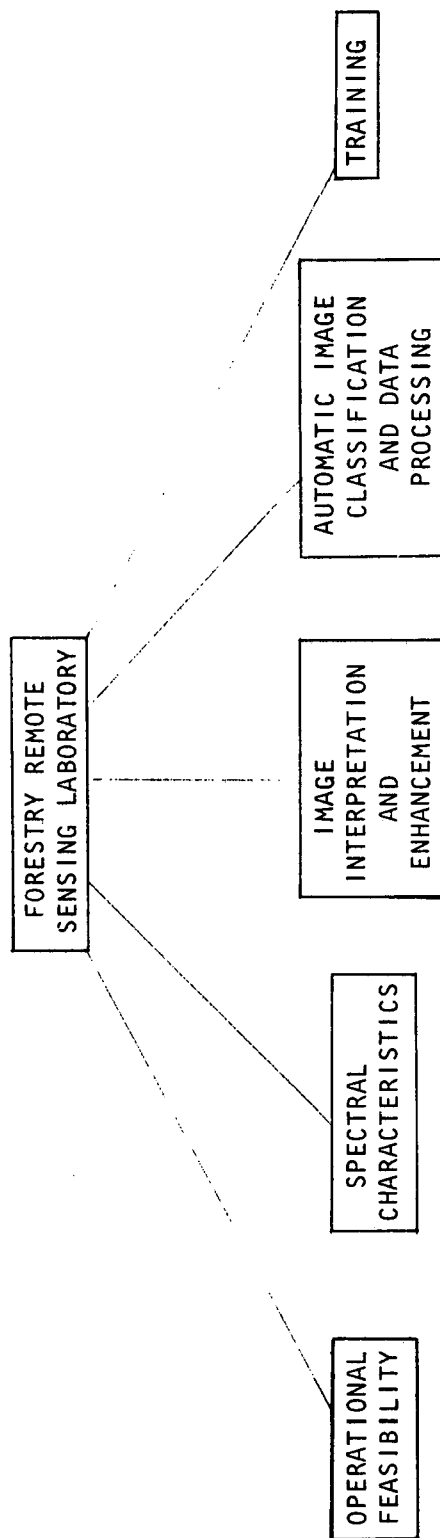 FORESTRY REMOTE
SENSING LABORATORY
OPERATIONAL
FEASIBILITY
SPECTRAL
CHARACTERISTICS
IMAGE
INTERPRETATION
AND
ENHANCEMENT
AUTOMATIC IMAGE
CLASSIFICATION
AND DATA
PROCESSING
TRAINING